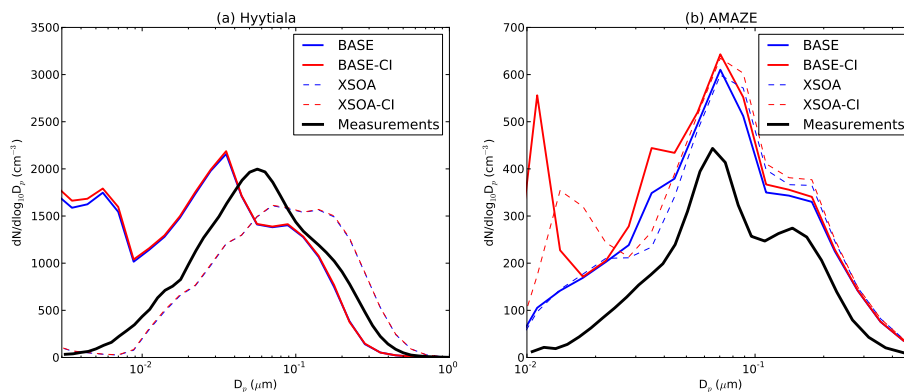 (a) Hyytiala
3500
3000
2500
2000
1500
1000
500
0
dN/dlog₁₀Dₚ (cm⁻³)
10⁻²
10⁻¹
10⁰
Dₚ (μm)
BASE
BASE-CI
XSOA
XSOA-CI
Measurements
(b) AMAZE
700
600
500
400
300
200
100
0
dN/dlog₁₀Dₚ (cm⁻³)
10⁻²
10⁻¹
Dₚ (μm)
BASE
BASE-CI
XSOA
XSOA-CI
Measurements